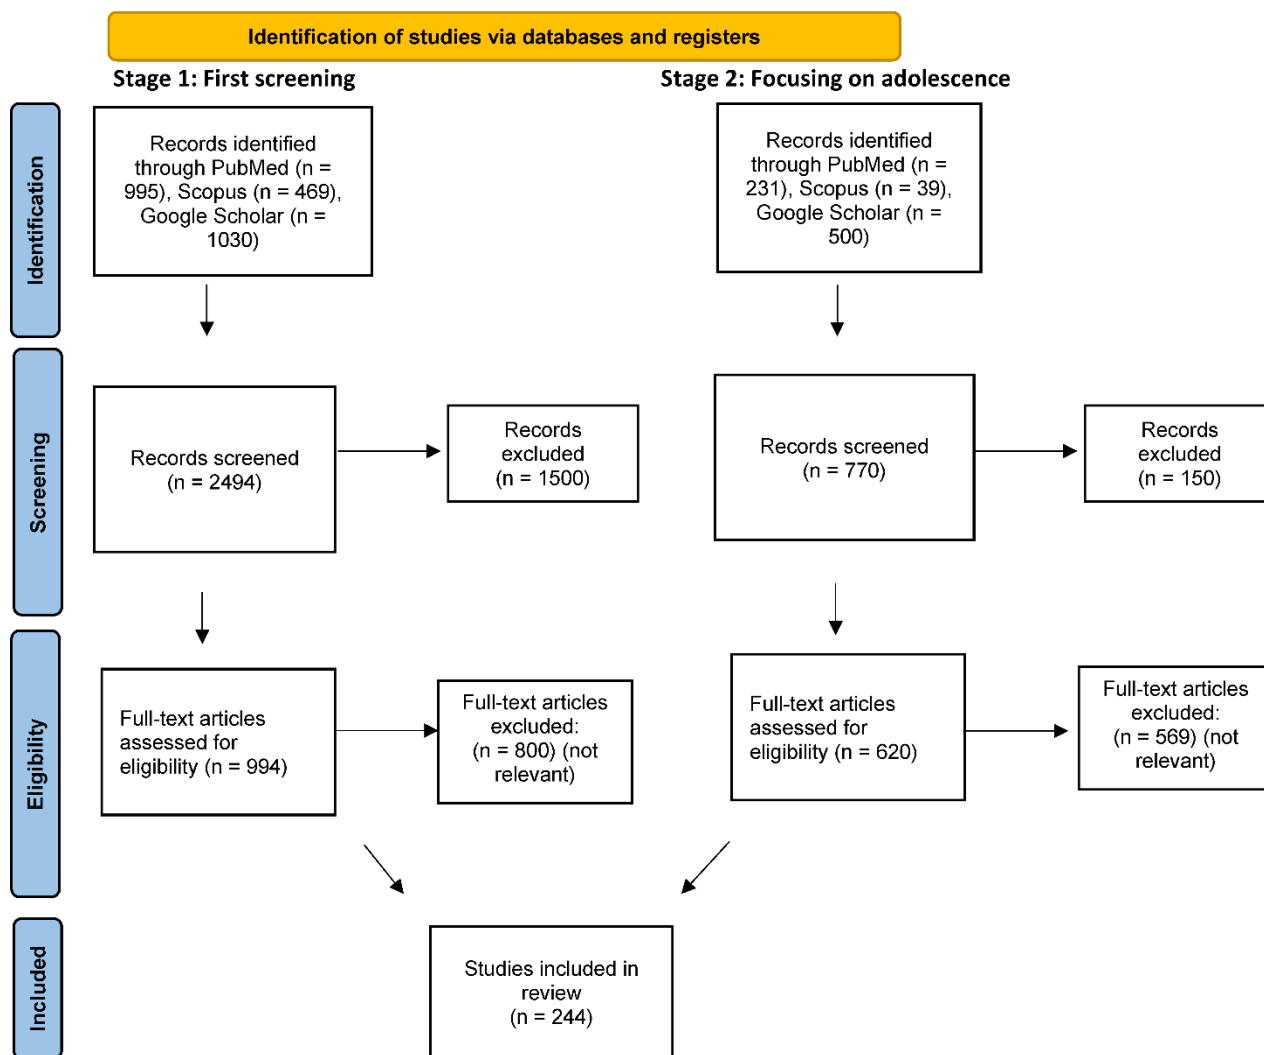 Identification of studies via databases and registers
Stage 1: First screening
Stage 2: Focusing on adolescence
Identification
Records identified
through PubMed (n =
995), Scopus (n = 469),
Google Scholar (n =
1030)
Records identified
through PubMed (n =
231), Scopus (n = 39),
Google Scholar (n =
500)
Screening
Records screened
(n = 2494)
Records
excluded
(n = 1500)
Records screened
(n = 770)
Records
excluded
(n = 150)
Eligibility
Full-text articles
assessed for
eligibility (n = 994)
Full-text articles
excluded:
(n = 800) (not
relevant)
Full-text articles
assessed for
eligibility (n = 620)
Full-text articles
excluded:
(n = 569) (not
relevant)
Included
Studies included in
review
(n = 244)